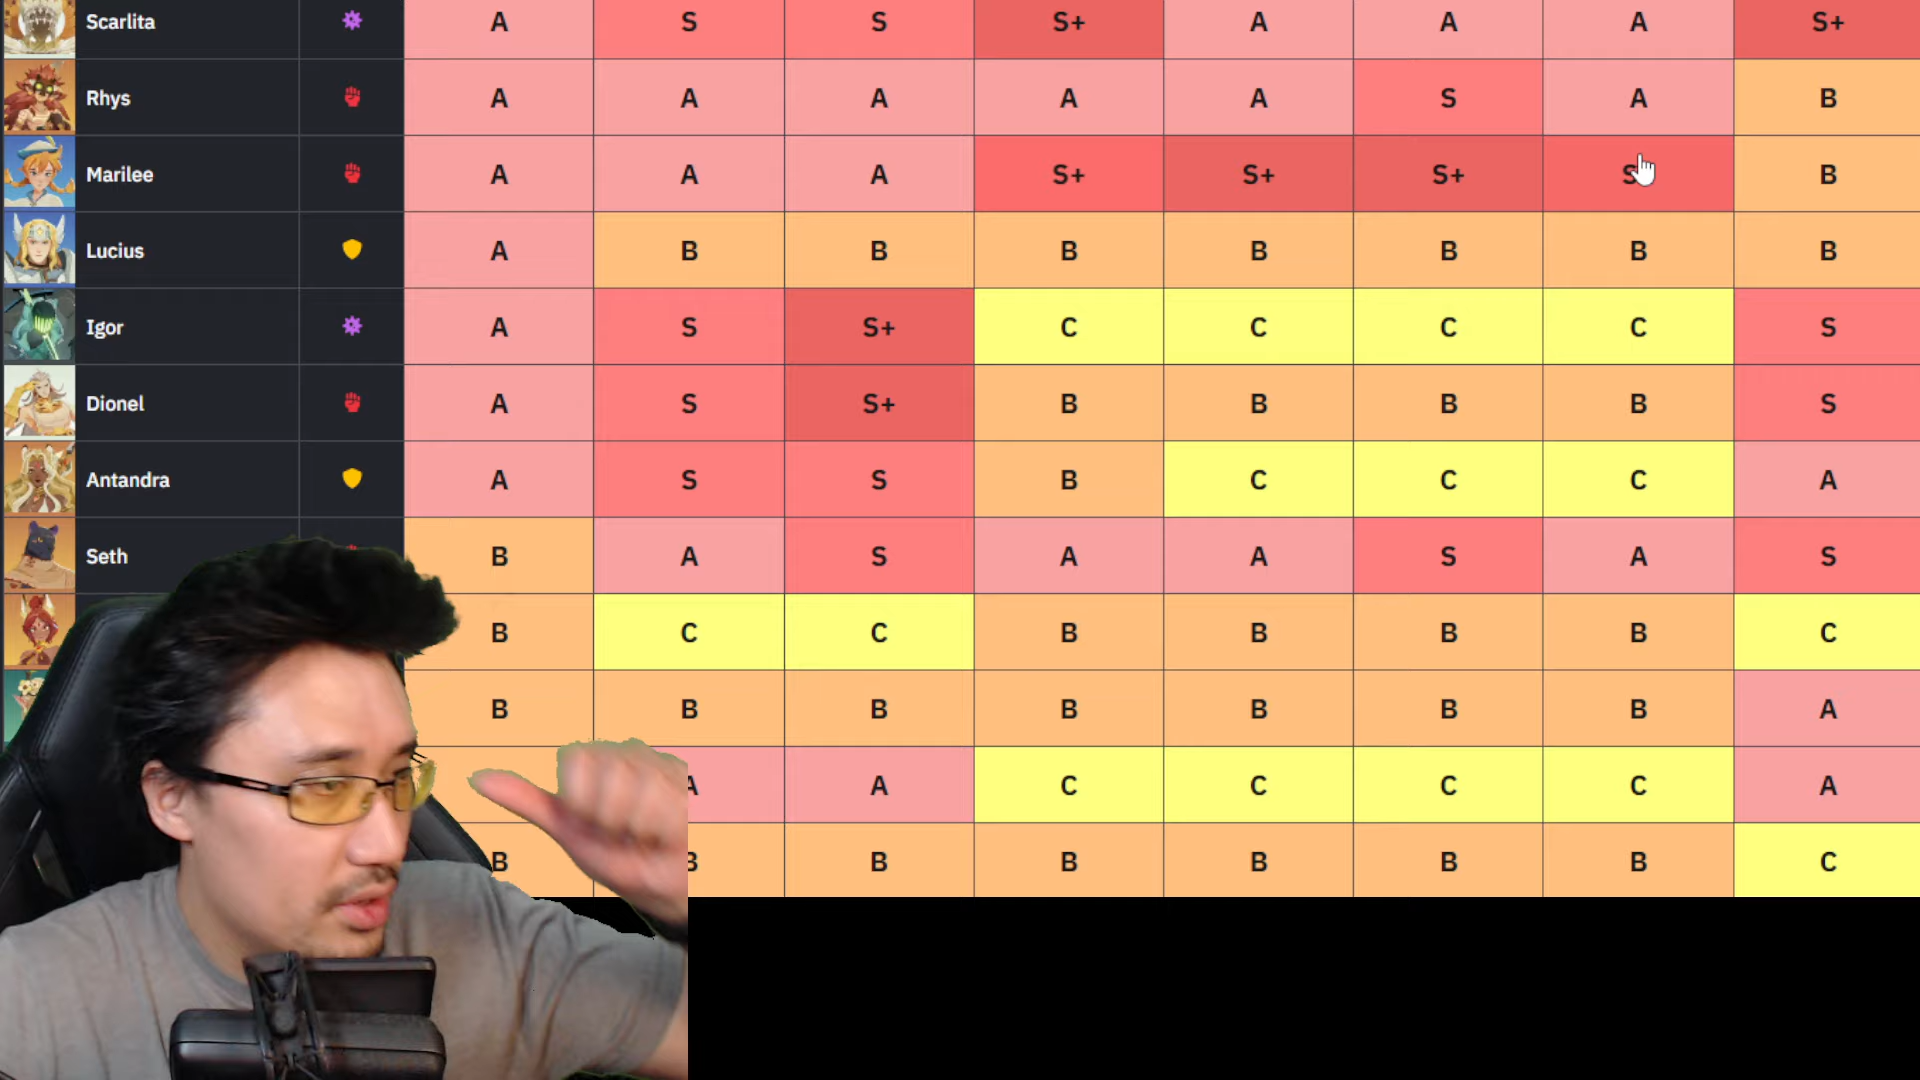 Scarlita A S S S+ A A A S+
Rhys A A A A A S A B
Marilee A A A S+ S+ S+ S B
Lucius A B B B B B B B
Igor A S S+ C C C C S
Dionel A S S+ B B B B S
Antandra A S S B C C C A
Seth B A S A A S A S
B C C B B B B C
B B B B B B B A
A A C C C C A
B B B B B B B C